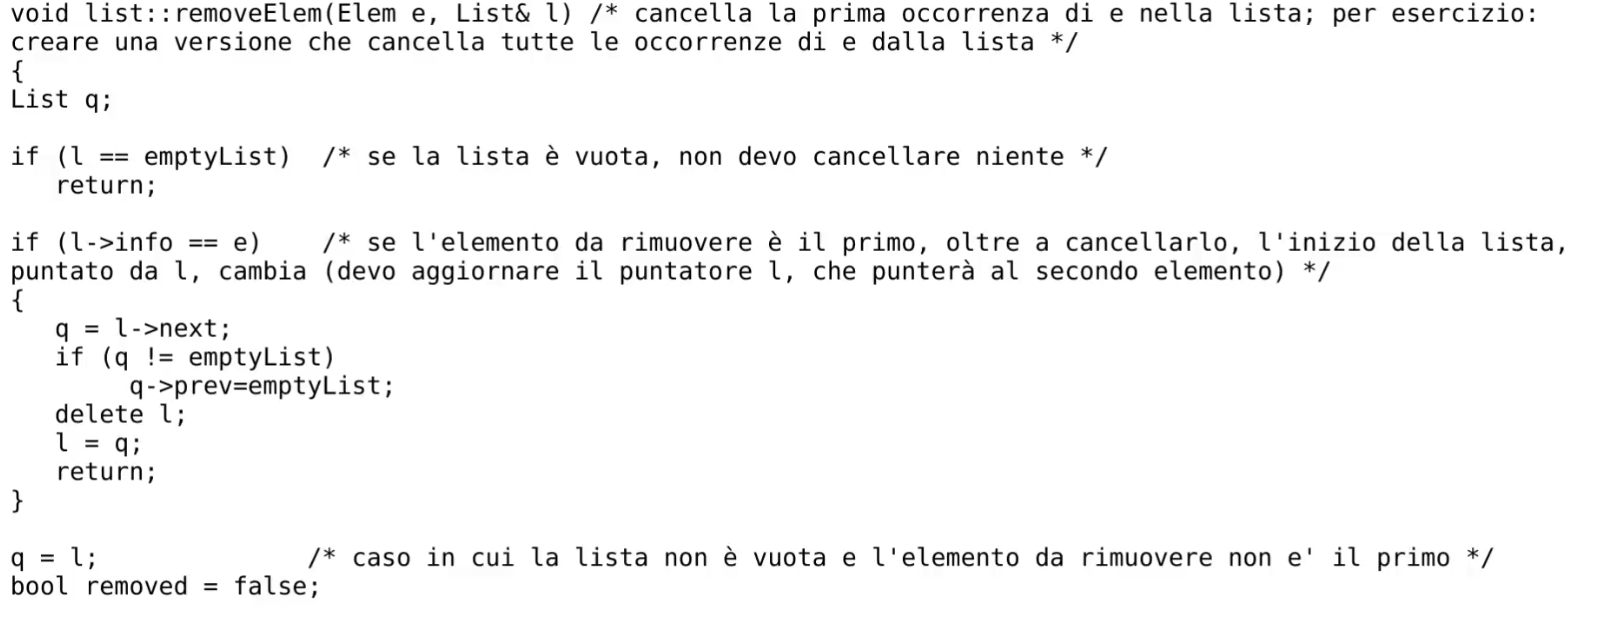 void list::removeElem(Elem e, List& l) /* cancella la prima occorrenza di e nella lista; per esercizio:
creare una versione che cancella tutte le occorrenze di e dalla lista */
{
List q;

if (l == emptyList)  /* se la lista è vuota, non devo cancellare niente */
   return;

if (l->info == e)    /* se l'elemento da rimuovere è il primo, oltre a cancellarlo, l'inizio della lista,
puntato da l, cambia (devo aggiornare il puntatore l, che punterà al secondo elemento) */
{
   q = l->next;
   if (q != emptyList)
        q->prev=emptyList;
   delete l;
   l = q;
   return;
}

q = l;              /* caso in cui la lista non è vuota e l'elemento da rimuovere non e' il primo */
bool removed = false;